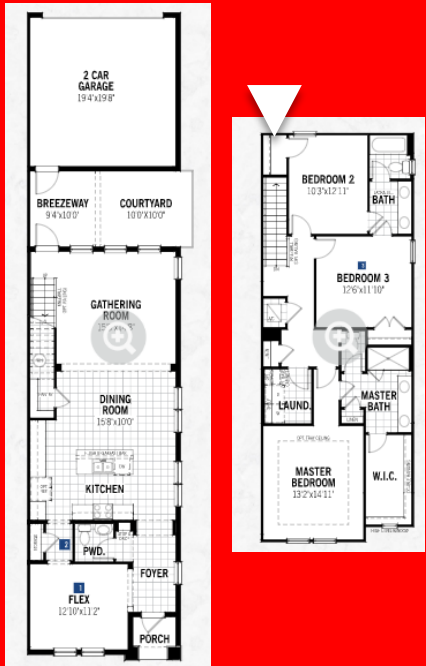 2 CAR
GARAGE
19'4"x19'8"
BREEZEWAY
9'4"x10'0"
COURTYARD
10'0"x10'0"
GATHERING
ROOM
DINING
ROOM
15'8"x10'0"
KITCHEN
DW
2
PWD.
1
FLEX
12'10"x11'2"
FOYER
PORCH
BEDROOM 2
10'3"x12'11"
BATH
1
BEDROOM 3
12'6"x11'10"
LAUND.
LINEN
MASTER
BATH
MASTER
BEDROOM
13'2"x14'11"
W.I.C.